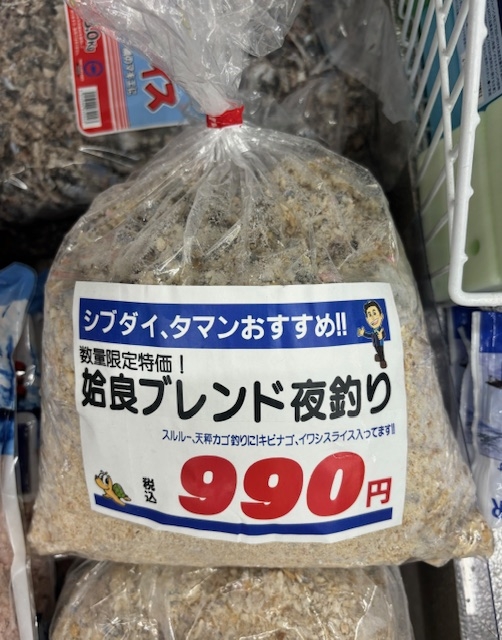 イス
シブダイ、タマンおすすめ!!
数量限定特価!
姶良ブレンド夜釣り
スルルー、天秤カゴ釣りに!キビナゴ、イワシスライス入ってます!!
税込
990円